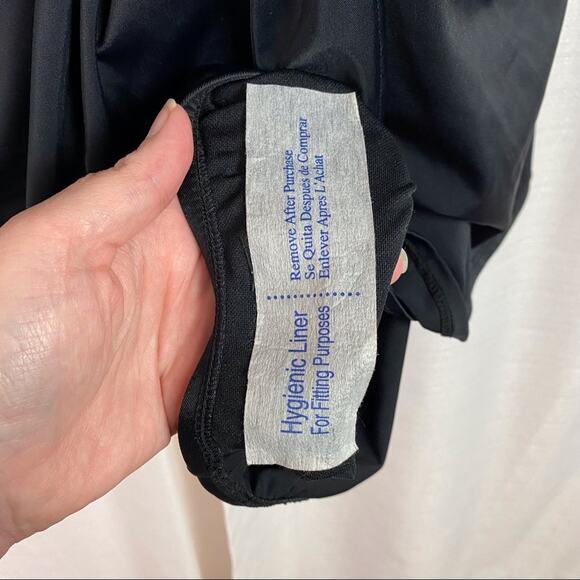 Hygienic Liner
For Fitting Purposes
Remove After Purchase
Se Quita Despues de Comprar
Enlever Apres L'Achat